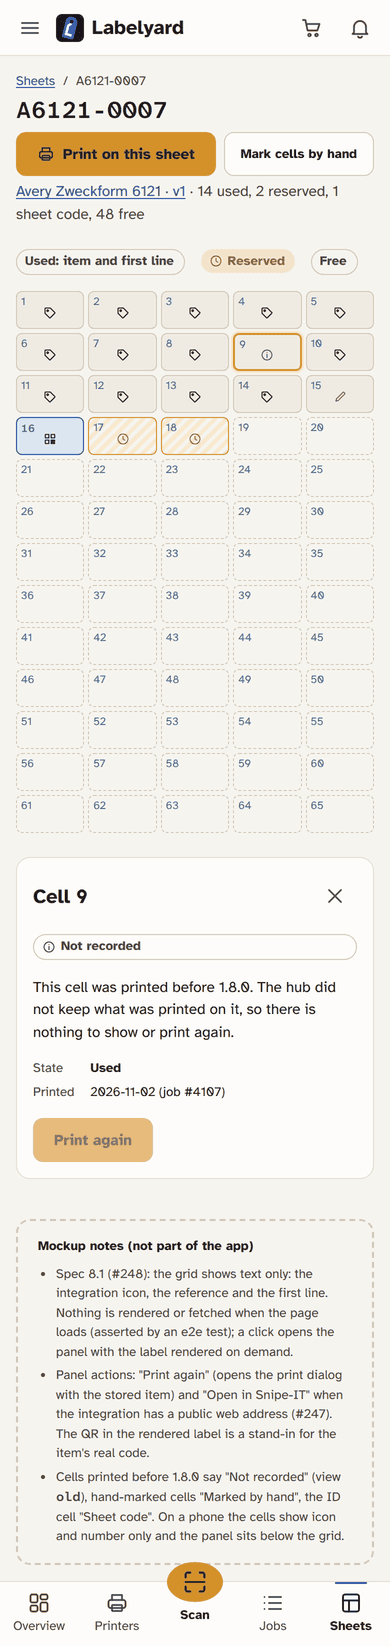 Labelyard
Sheets / A6121-0007
A6121-0007
Print on this sheet
Mark cells by hand
Avery Zweckform 6121 · v1 · 14 used, 2 reserved, 1
sheet code, 48 free
Used: item and first line
Reserved
Free
1 2 3 4 5
6 7 8 9 10
11 12 13 14 15
16 17 18 19 20
21 22 23 24 25
26 27 28 29 30
31 32 33 34 35
36 37 38 39 40
41 42 43 44 45
46 47 48 49 50
51 52 53 54 55
56 57 58 59 60
61 62 63 64 65
Cell 9
Not recorded
This cell was printed before 1.8.0. The hub did
not keep what was printed on it, so there is
nothing to show or print again.
State Used
Printed 2026-11-02 (job #4107)
Print again
Mockup notes (not part of the app)
• Spec 8.1 (#248): the grid shows text only: the
integration icon, the reference and the first line.
Nothing is rendered or fetched when the page
loads (asserted by an e2e test); a click opens the
panel with the label rendered on demand.
• Panel actions: "Print again" (opens the print dialog
with the stored item) and "Open in Snipe-IT" when
the integration has a public web address (#247).
The QR in the rendered label is a stand-in for the
item's real code.
• Cells printed before 1.8.0 say "Not recorded" (view
old), hand-marked cells "Marked by hand", the ID
cell "Sheet code". On a phone the cells show icon
and number only and the panel sits below the grid.
Overview
Printers
Scan
Jobs
Sheets